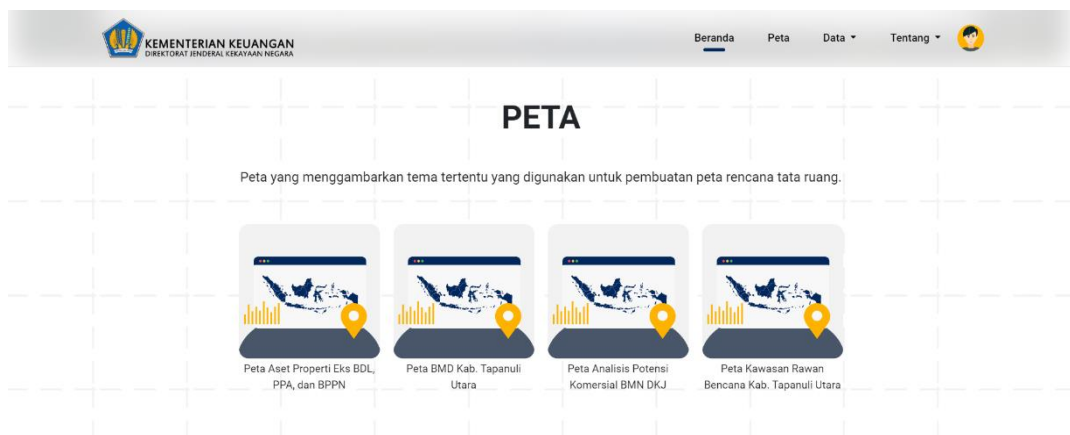 KEMENTERIAN KEUANGAN
DIREKTORAT JENDERAL KEKAYAAN NEGARA
Beranda Peta Data Tentang
PETA
Peta yang menggambarkan tema tertentu yang digunakan untuk pembuatan peta rencana tata ruang.
Peta Aset Properti Eks BDL,
PPA, dan BPPN
Peta BMD Kab. Tapanuli
Utara
Peta Analisis Potensi
Komersial BMN DKJ
Peta Kawasan Rawan
Bencana Kab. Tapanuli Utara